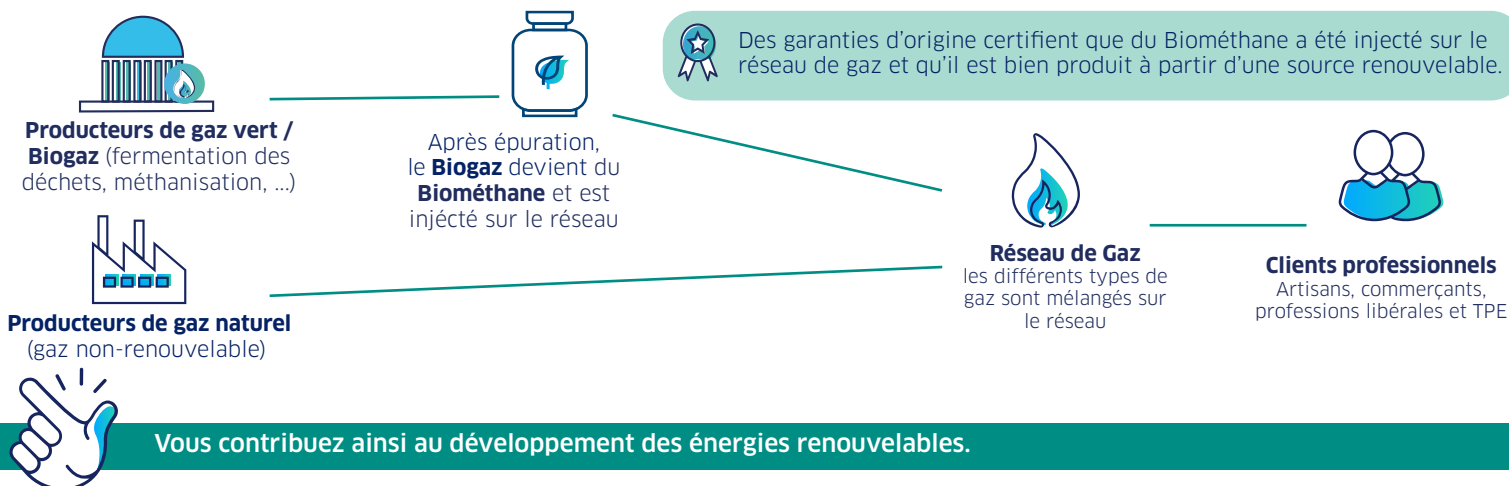 Des garanties d'origine certifient que du Biométhane a été injecté sur le
réseau de gaz et qu'il est bien produit à partir d'une source renouvelable.
Producteurs de gaz vert /
Biogaz (fermentation des
déchets, méthanisation, ...)
Après épuration,
le Biogaz devient du
Biométhane et est
injécté sur le réseau
Producteurs de gaz naturel
(gaz non-renouvelable)
Réseau de Gaz
les différents types de
gaz sont mélangés sur
le réseau
Clients professionnels
Artisans, commerçants,
professions libérales et TPE
Vous contribuez ainsi au développement des énergies renouvelables.